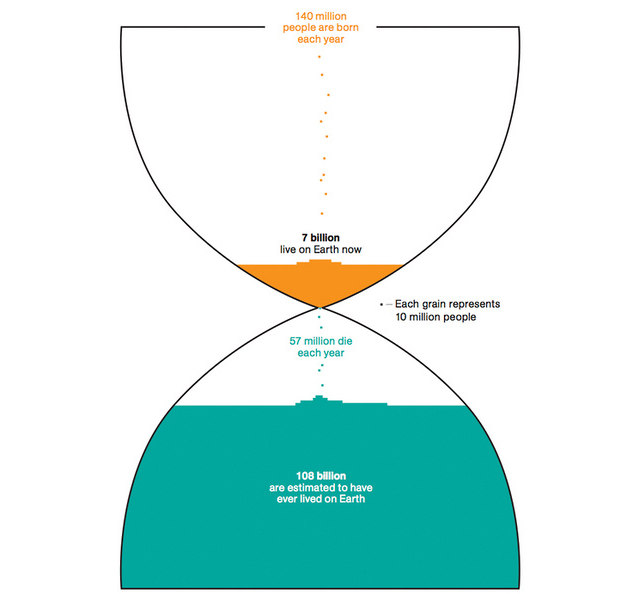 140 million
people are born
each year
7 billion
live on Earth now
Each grain represents
10 million people
57 million die
each year
108 billion
are estimated to have
ever lived on Earth